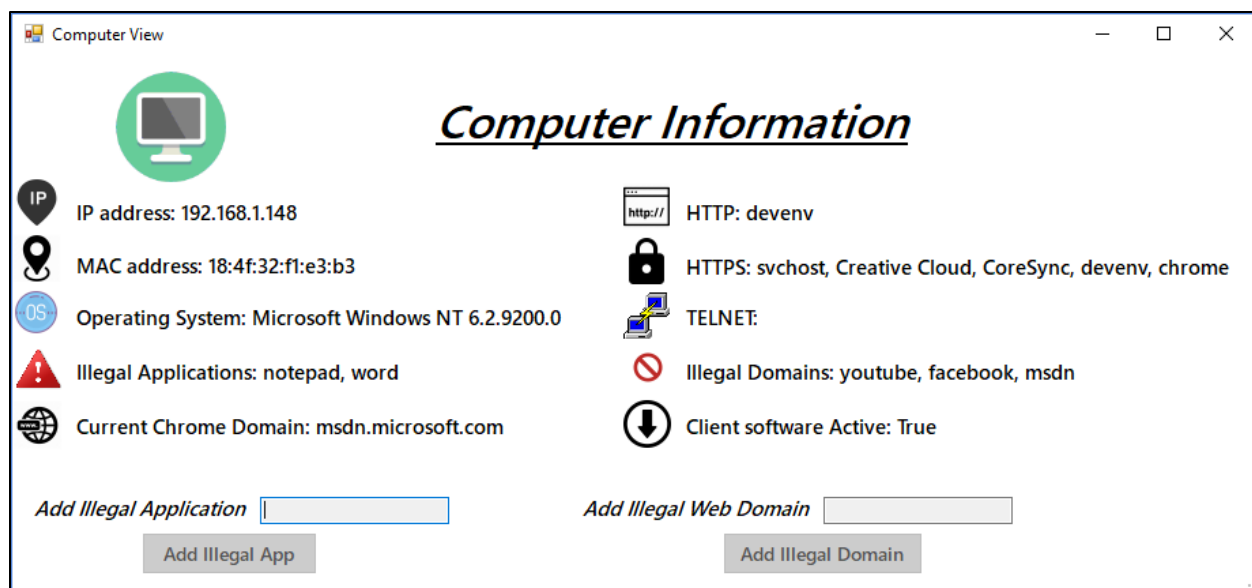 Computer View
Computer Information
IP
IP address: 192.168.1.148
http://
HTTP: devenv
MAC address: 18:4f:32:f1:e3:b3
HTTPS: svchost, Creative Cloud, CoreSync, devenv, chrome
OS
Operating System: Microsoft Windows NT 6.2.9200.0
TELNET:
Illegal Applications: notepad, word
Illegal Domains: youtube, facebook, msdn
www
Current Chrome Domain: msdn.microsoft.com
Client software Active: True
Add Illegal Application
Add Illegal Web Domain
Add Illegal App
Add Illegal Domain